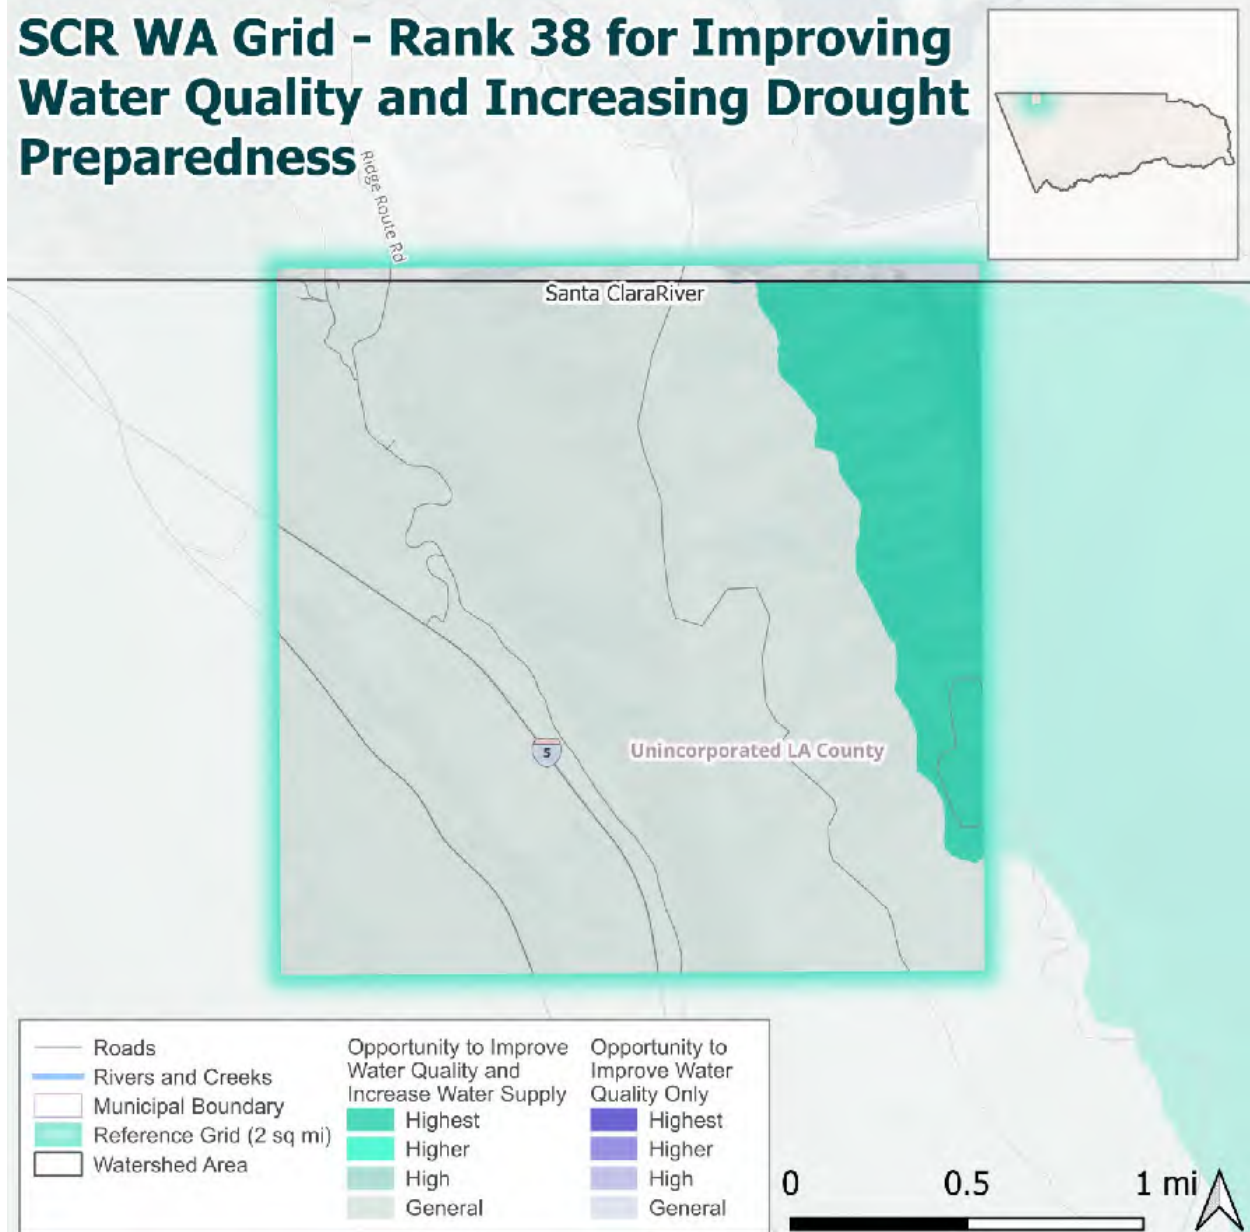 SCR WA Grid - Rank 38 for Improving
Water Quality and Increasing Drought
Preparedness
Ridge Route Rd
Santa ClaraRiver
5
Unincorporated LA County
Roads
Rivers and Creeks
Municipal Boundary
Reference Grid (2 sq mi)
Watershed Area
Opportunity to Improve
Water Quality and
Increase Water Supply
Highest
Higher
High
General
Opportunity to
Improve Water
Quality Only
Highest
Higher
High
General
0 0.5 1 mi